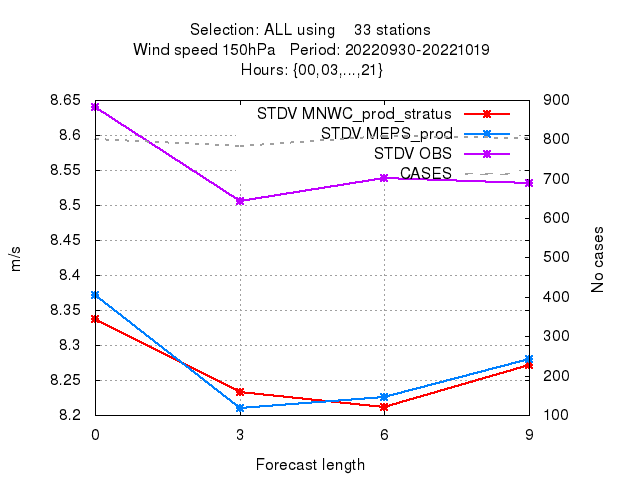 Selection: ALL using    33 stations
Wind speed 150hPa   Period: 20220930-20221019
Hours: {00,03,...,21}
8.65
8.6
8.55
8.5
8.45
8.4
8.35
8.3
8.25
8.2
900
800
700
600
500
400
300
200
100
STDV MNWC_prod_stratus
STDV MEPS_prod
STDV OBS
CASES
m/s
No cases
0 3 6 9
Forecast length